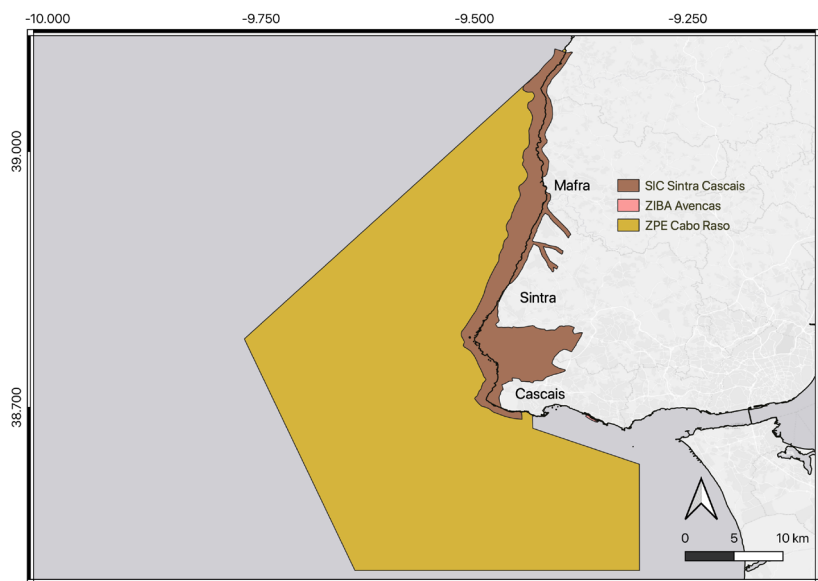 -10.000 -9.750 -9.500 -9.250
39.000
Mafra
SIC Sintra Cascais
ZIBA Avencas
ZPE Cabo Raso
Sintra
Cascais
38.700
0 5 10 km